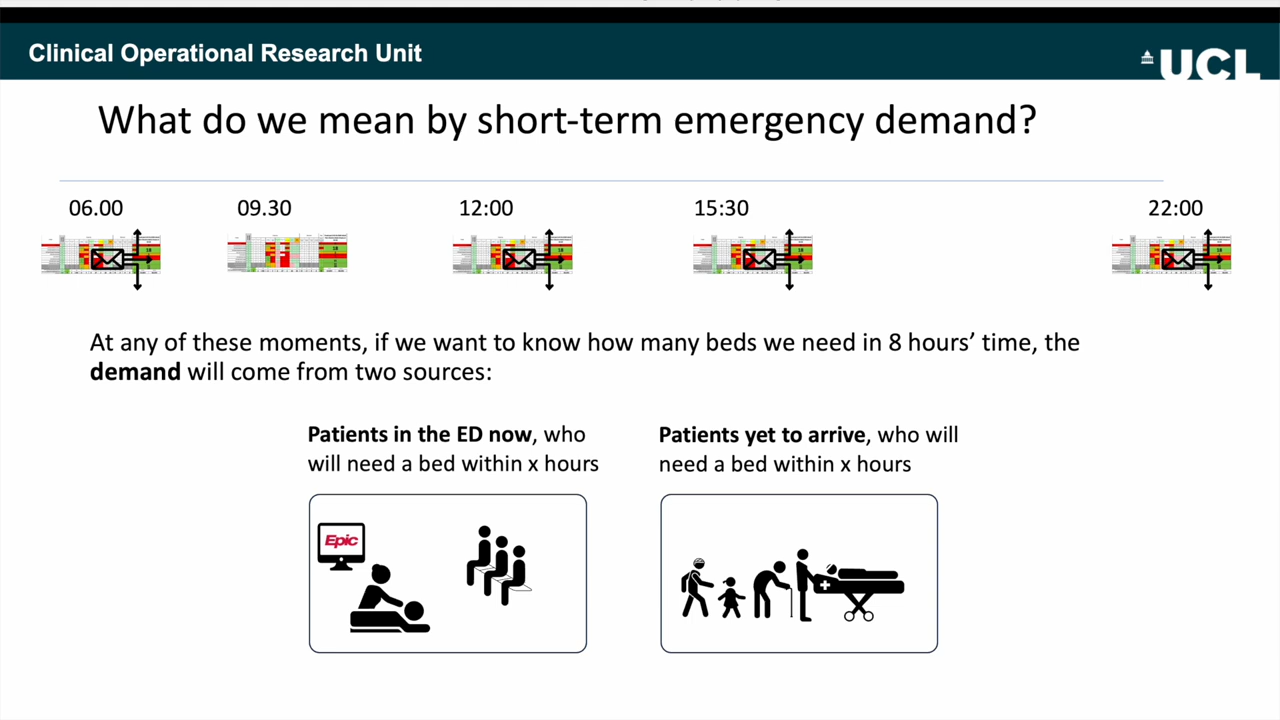 Clinical Operational Research Unit
UCL
What do we mean by short-term emergency demand?
06.00 09.30 12:00 15:30 22:00
At any of these moments, if we want to know how many beds we need in 8 hours' time, the
demand will come from two sources:
Patients in the ED now, who
will need a bed within x hours
Patients yet to arrive, who will
need a bed within x hours
Epic